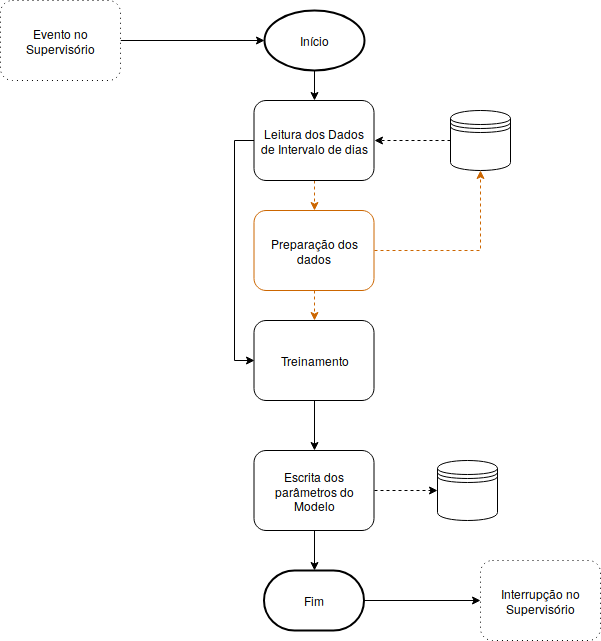 Evento no
Supervisório
Início
Leitura dos Dados
de Intervalo de dias
Preparação dos
dados
Treinamento
Escrita dos
parâmetros do
Modelo
Fim
Interrupção no
Supervisório